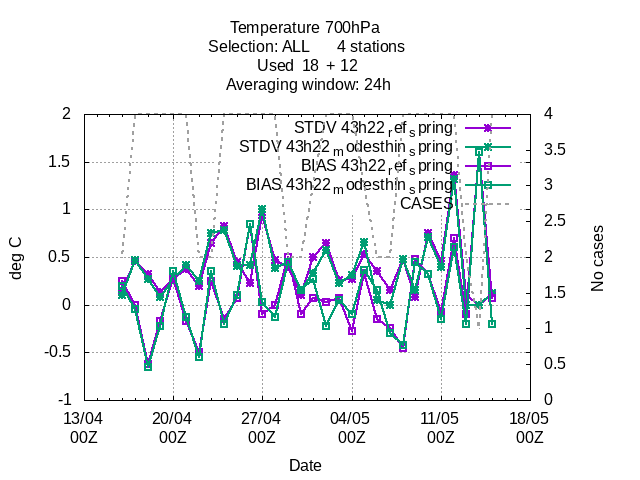 Temperature 700hPa
Selection: ALL 4 stations
Used 18 + 12
Averaging window: 24h
deg C
No cases
2
1.5
1
0.5
0
-0.5
-1
4
3.5
3
2.5
2
1.5
1
0.5
0
STDV 43h22_ref_spring
STDV 43h22_modesthin_spring
BIAS 43h22_ref_spring
BIAS 43h22_modesthin_spring
CASES
13/04 20/04 27/04 04/05 11/05 18/05
00Z 00Z 00Z 00Z 00Z 00Z
Date